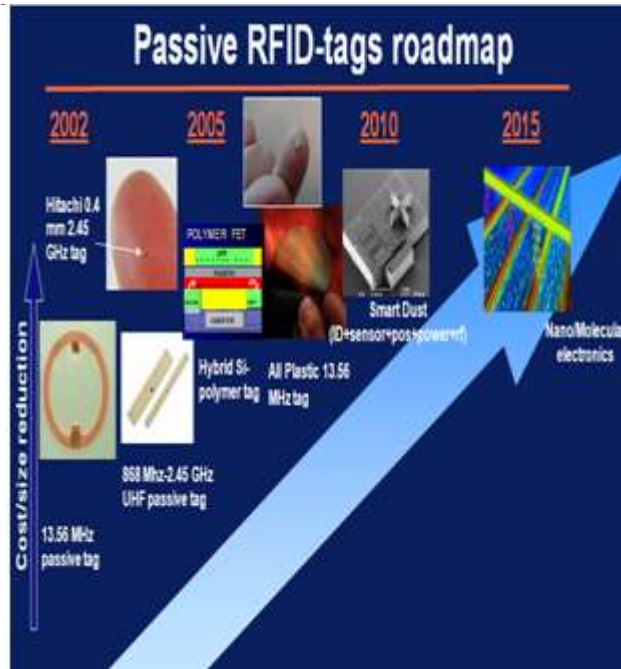 Passive RFID-tags roadmap
2002
2005
2010
2015
Hitachi 0.4
mm 2.45
GHz tag
POLYMER FET
Smart Dust
(ID+sensor+pos+power+rf)
Nano/Molecular
electronics
Hybrid Si-
polymer tag
All Plastic 13.56
MHz tag
868 Mhz-2.45 GHz
UHF passive tag
13.56 MHz
passive tag
Cost/size reduction